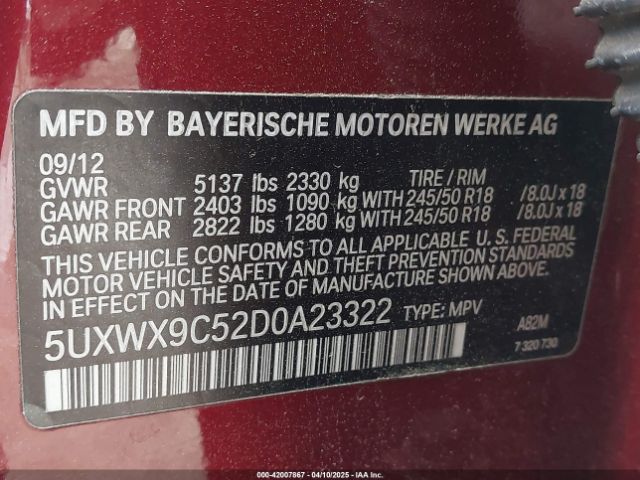 MFD BY BAYERISCHE MOTOREN WERKE AG
09/12
GVWR 5137 lbs 2330 kg TIRE / RIM
GAWR FRONT 2403 lbs 1090 kg WITH 245/50 R18 /8.0J x 18
GAWR REAR 2822 lbs 1280 kg WITH 245/50 R18 /8.0J x 18
THIS VEHICLE CONFORMS TO ALL APPLICABLE U.S. FEDERAL
MOTOR VEHICLE SAFETY AND THEFT PREVENTION STANDARDS
IN EFFECT ON THE DATE OF MANUFACTURE SHOWN ABOVE.
5UXWX9C52D0A23322 TYPE: MPV A82M
7 320 730
000-42007867 - 04/10/2025 - IAA Inc.